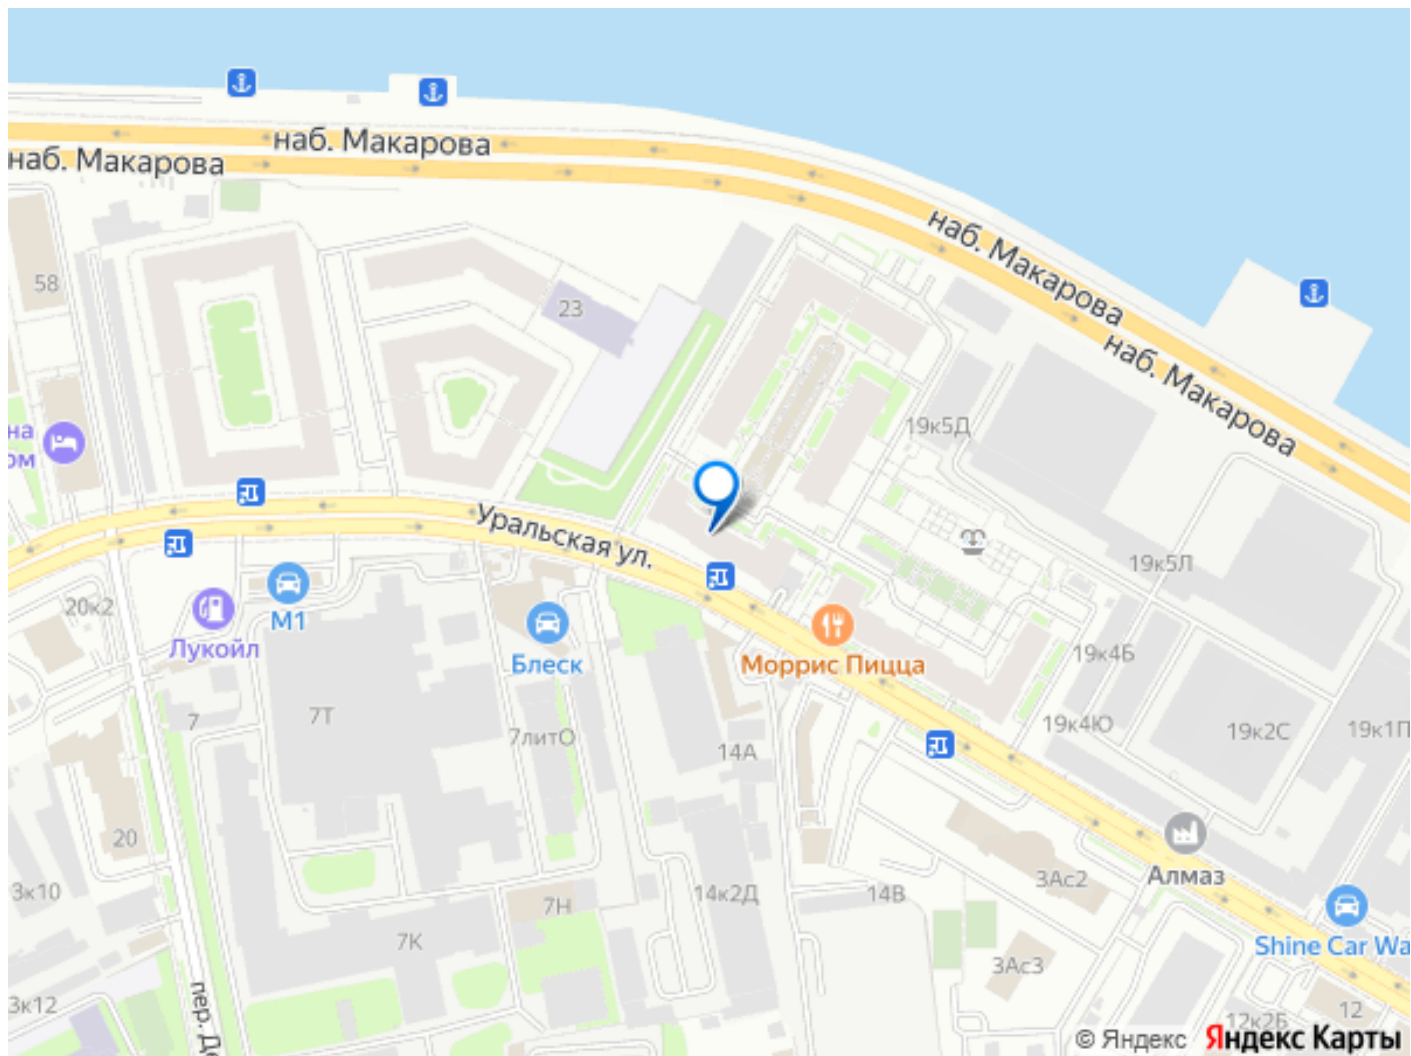 наб. Макарова
наб. Макарова
наб. Макарова
наб. Макарова
58
23
19к5Д
на
ом
Уральская ул.
19к5Л
20к2
М1
Лукойл
Блеск
Моррис Пицца
19к4Б
7
7Т
7литО
14А
19к4Ю
19к2С
19к1П
20
3к10
7Н
14к2Д
14В
3Ас2
Алмаз
7К
Shine Car Wa
3Ас3
3к12
пер. Де
12
12к2Б
© Яндекс Яндекс Карты